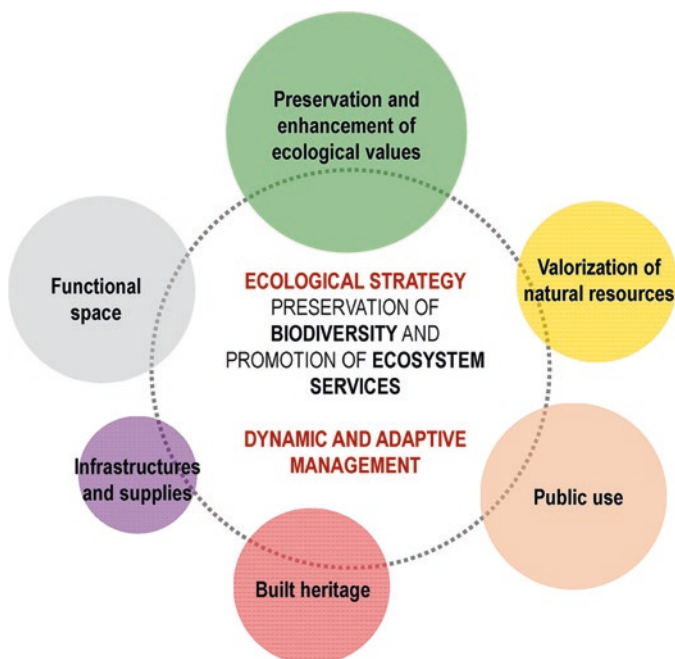 Preservation and
enhancement of
ecological values
Functional
space
Valorization of
natural resources
ECOLOGICAL STRATEGY
PRESERVATION OF
BIODIVERSITY AND
PROMOTION OF ECOSYSTEM
SERVICES
DYNAMIC AND ADAPTIVE
MANAGEMENT
Infrastructures
and supplies
Public use
Built heritage